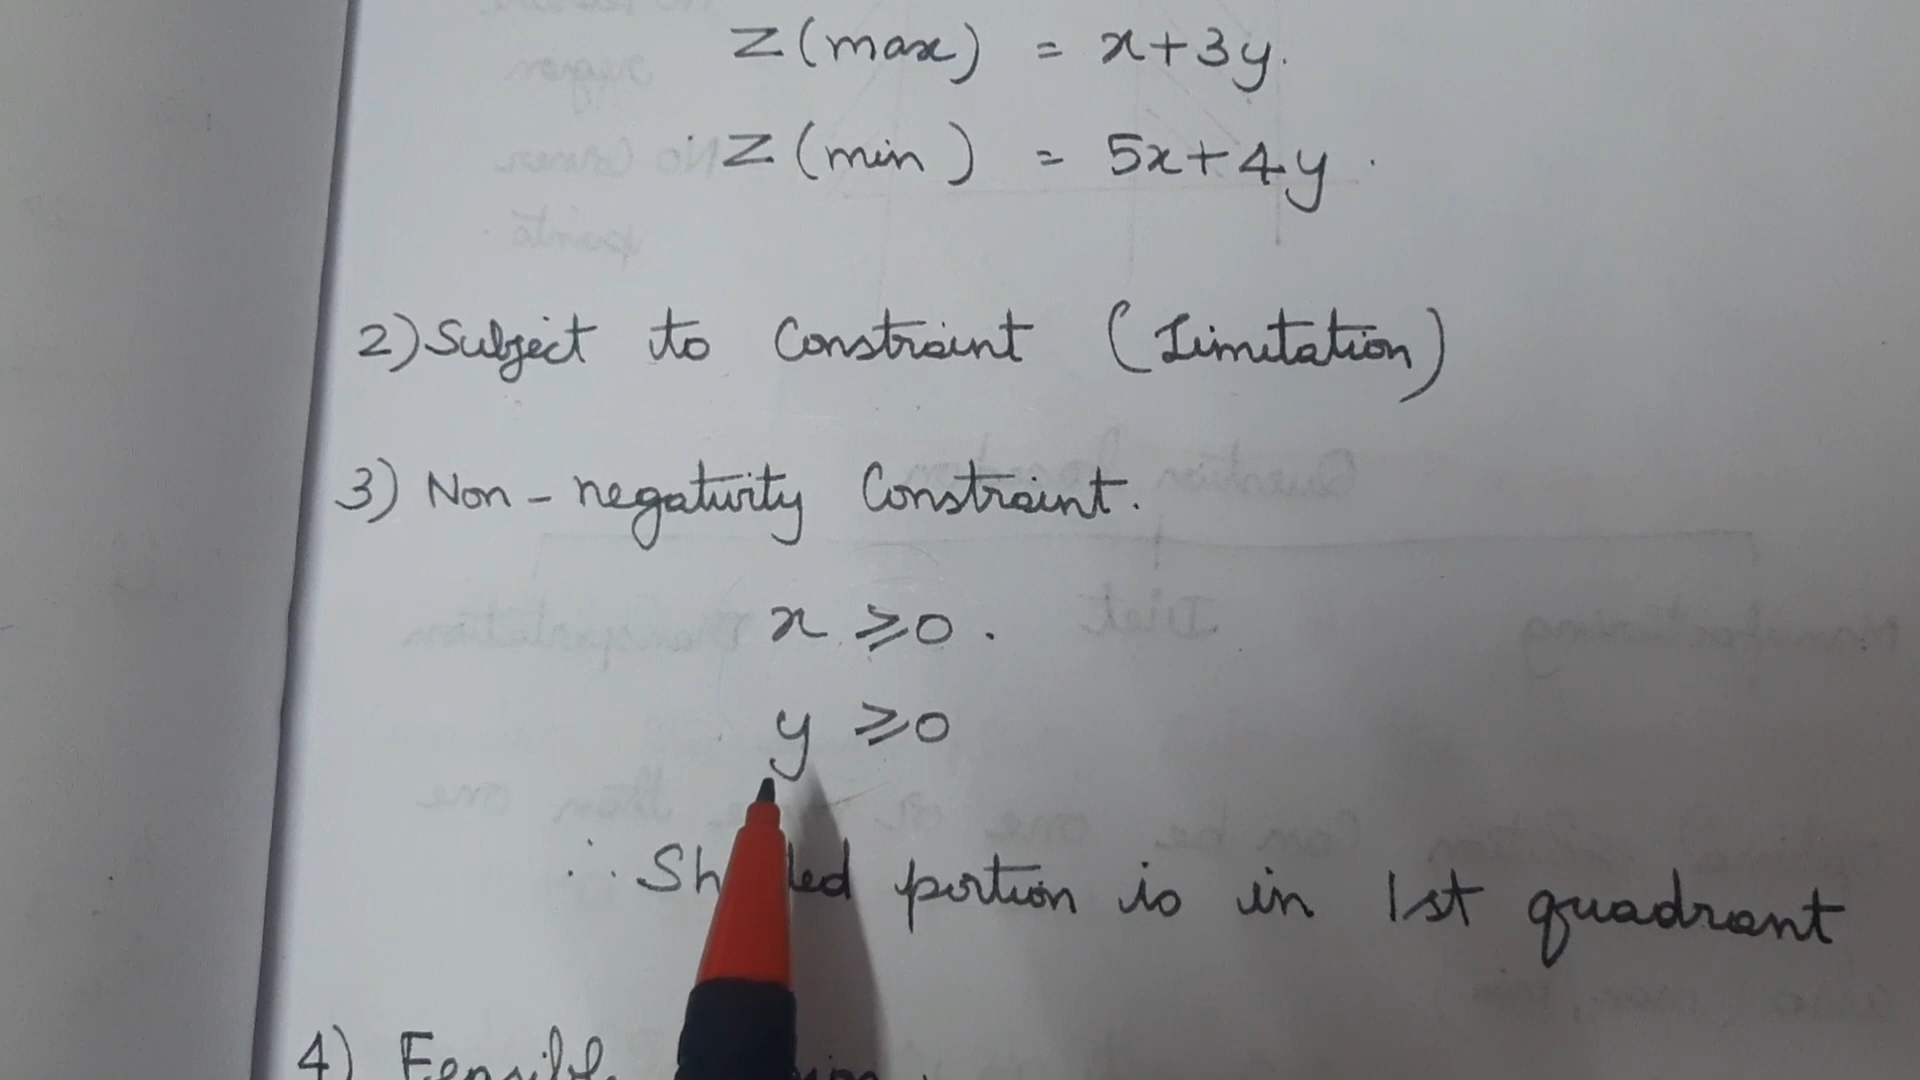 Z (max) = x + 3y.
Z (min) = 5x + 4y.
2) Subject to Constraint (Limitation)
3) Non-negativity Constraint.
x ≥ 0.
y ≥ 0
∴ portion is in 1st quadrant
4)